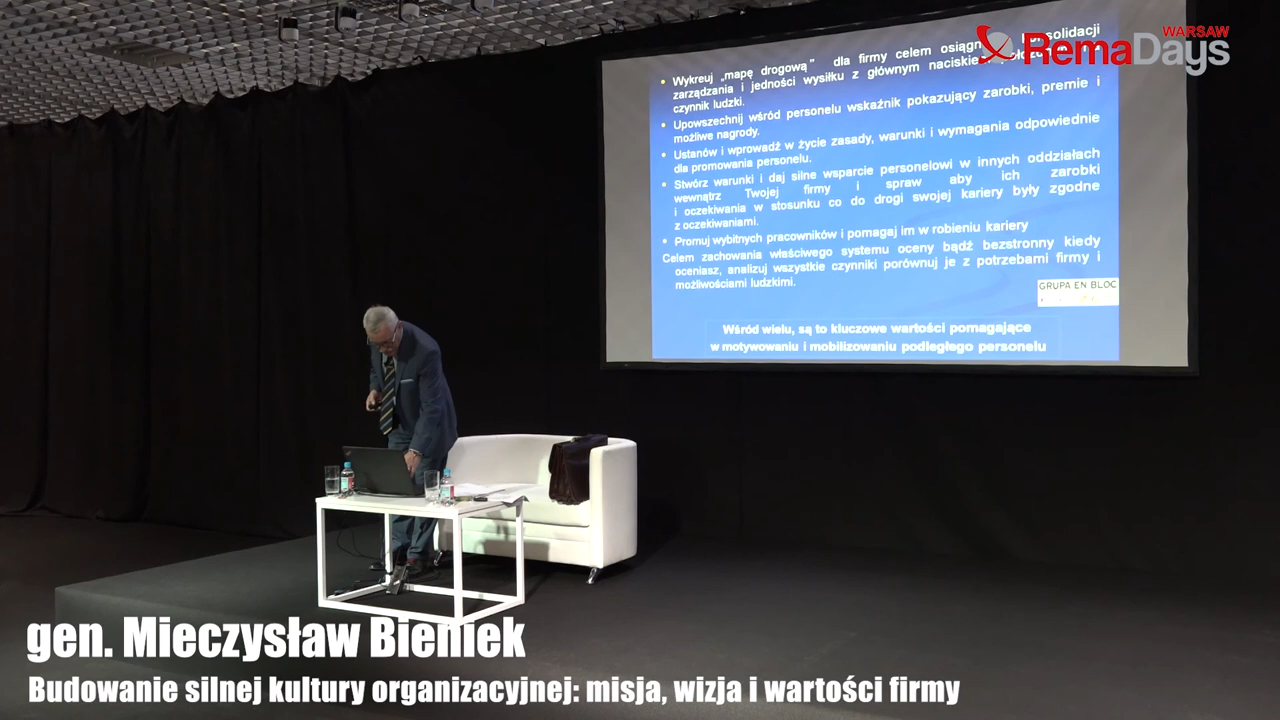 WARSAW
RemaDays
• Wykreuj „mapę drogową” dla firmy celem
zarządzania i jedności wysiłku z głównym
czynnik ludzki.
• Upowszechnij wśród personelu wskaźnik pokazujący zarobki, premie i
możliwe nagrody.
• Ustanów i wprowadź w życie zasady, warunki i wymagania odpowiednie
dla promowania personelu.
• Stwórz warunki i daj silne wsparcie personelowi w innych oddziałach
wewnątrz Twojej firmy i spraw aby ich zarobki
i oczekiwania w stosunku co do drogi swojej kariery były zgodne
z oczekiwaniami.
• Promuj wybitnych pracowników i pomagaj im w robieniu kariery
Celem zachowania właściwego systemu oceny bądź bezstronny kiedy
oceniasz, analizuj wszystkie czynniki porównuj je z potrzebami firmy i
możliwościami ludzkimi.
GRUPA EN BLOC
Wśród wielu, są to kluczowe wartości pomagające
w motywowaniu i mobilizowaniu podległego personelu
gen. Mieczysław Bieniek
Budowanie silnej kultury organizacyjnej: misja, wizja i wartości firmy